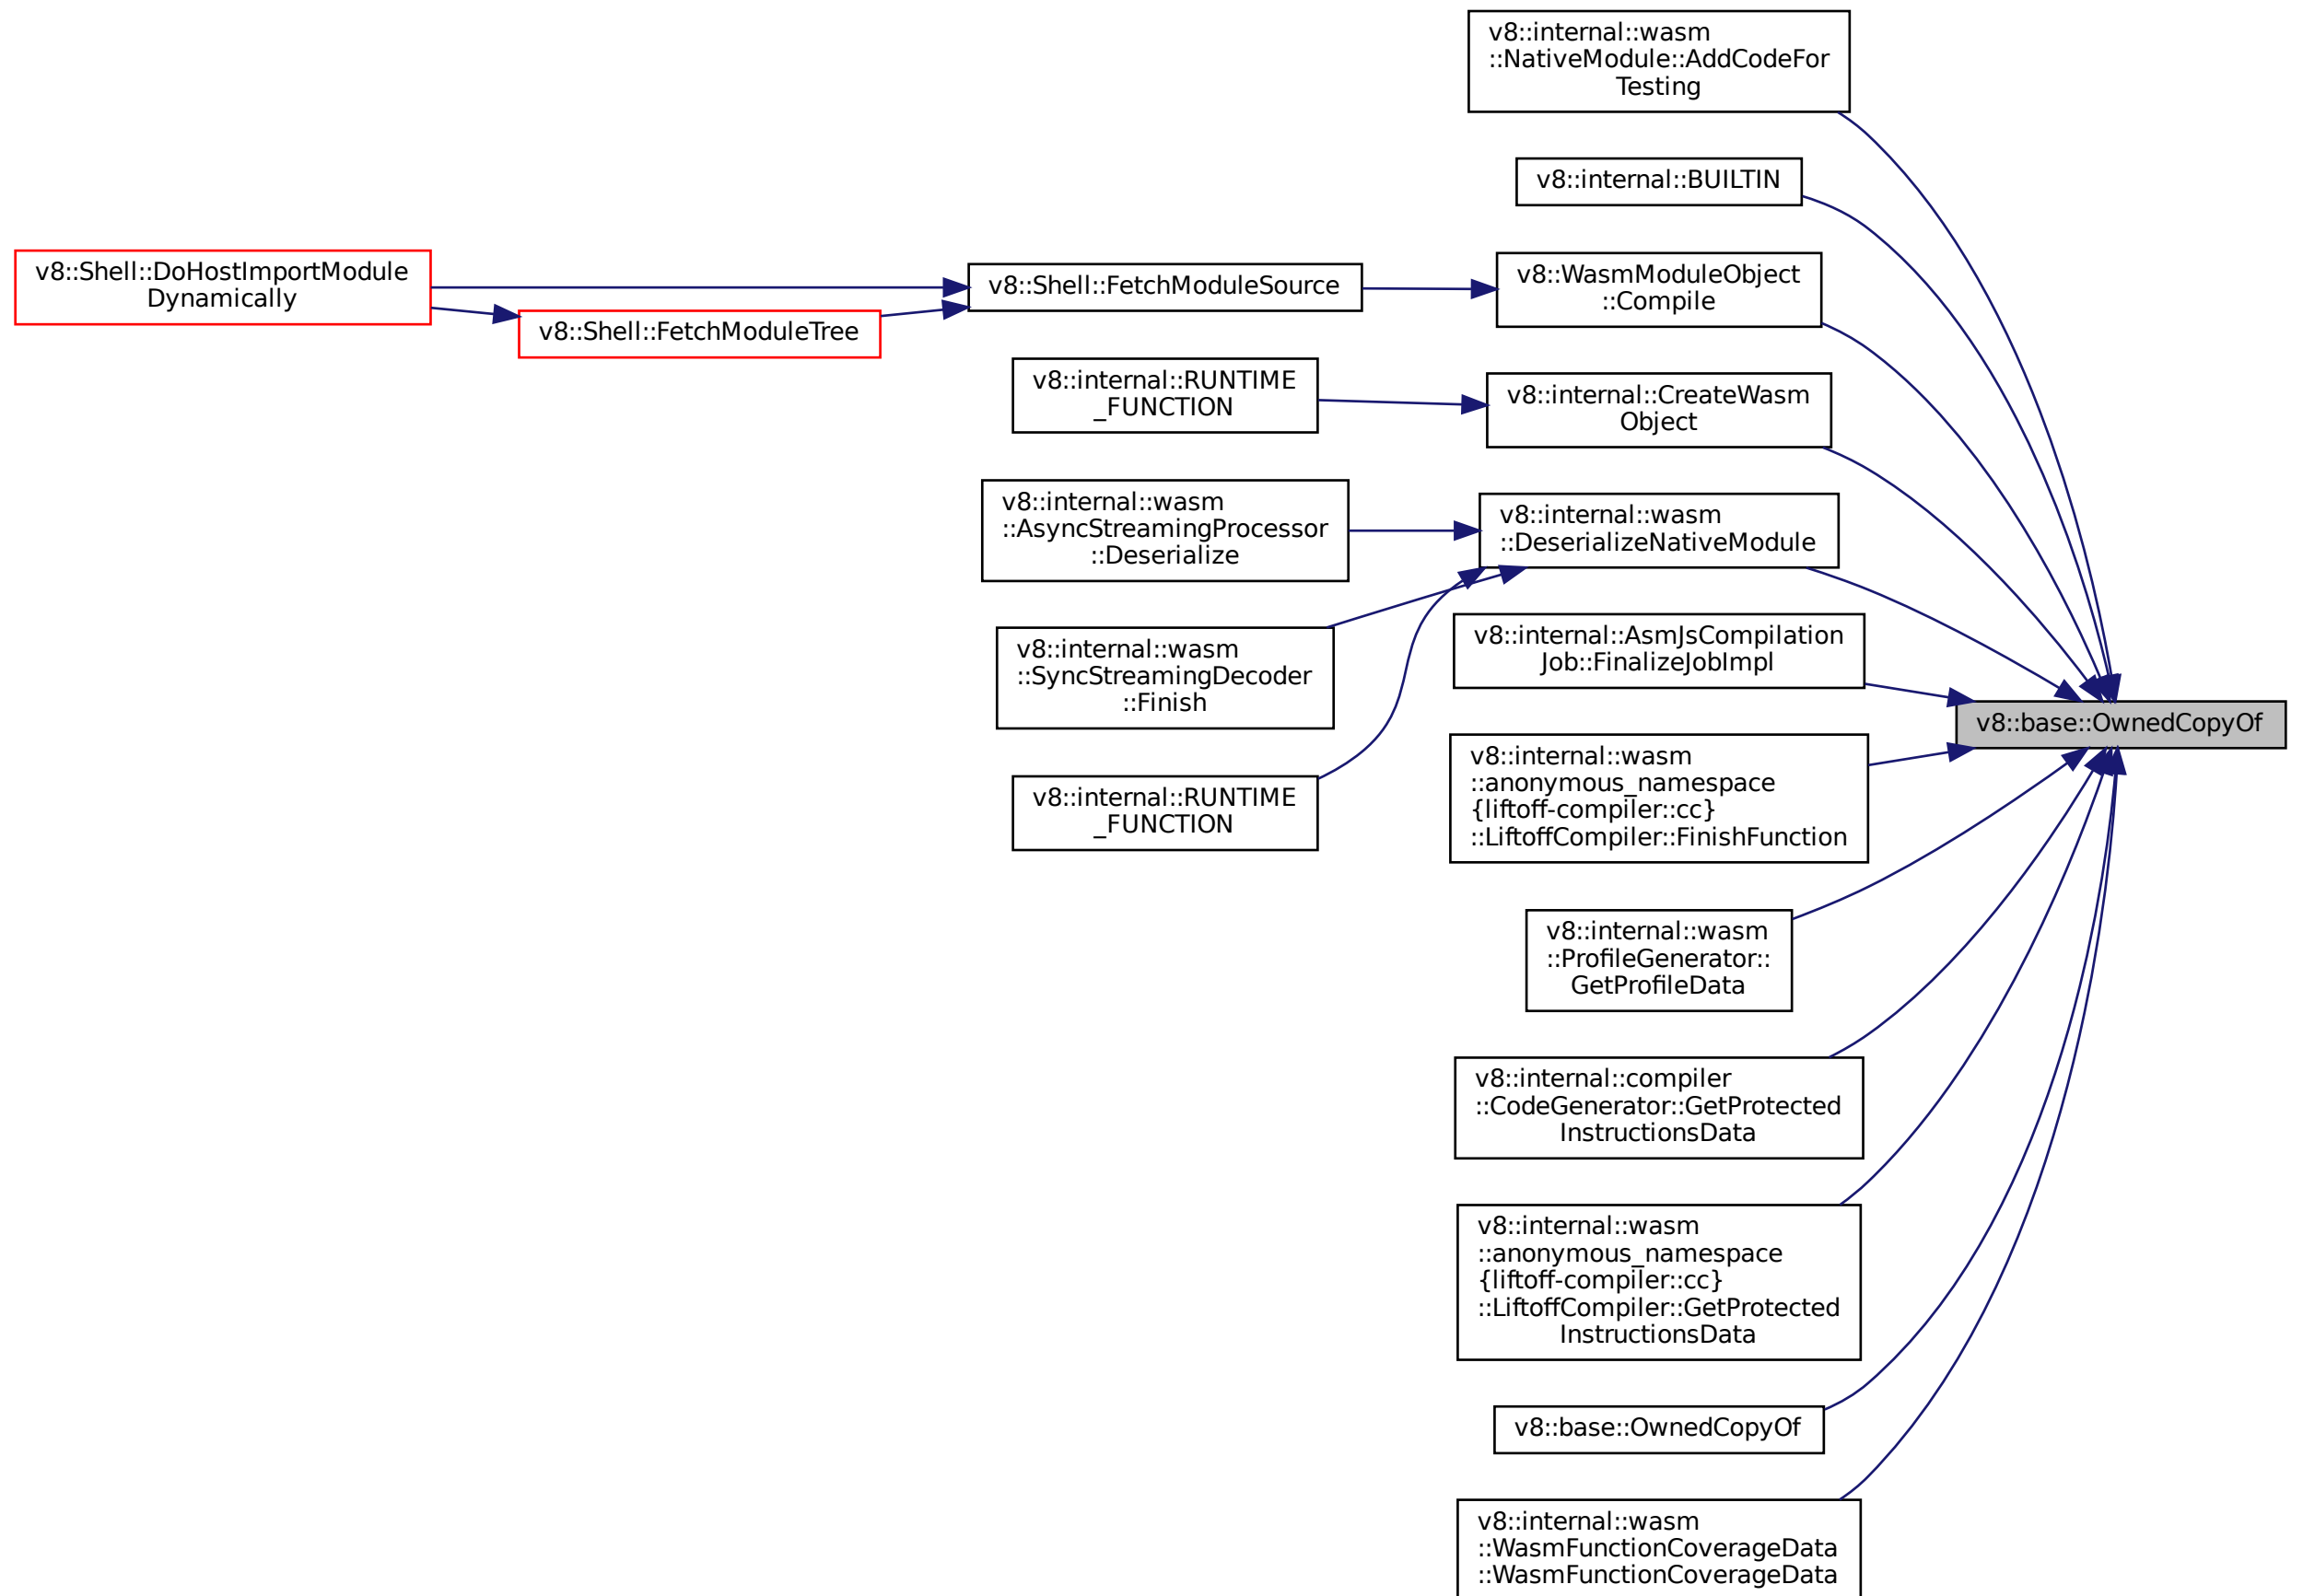 v8::internal::wasm
::NativeModule::AddCodeFor
Testing
v8::internal::BUILTIN
v8::Shell::DoHostImportModule
Dynamically
v8::Shell::FetchModuleSource
v8::WasmModuleObject
::Compile
v8::Shell::FetchModuleTree
v8::internal::RUNTIME
_FUNCTION
v8::internal::CreateWasm
Object
v8::internal::wasm
::AsyncStreamingProcessor
::Deserialize
v8::internal::wasm
::DeserializeNativeModule
v8::internal::wasm
::SyncStreamingDecoder
::Finish
v8::internal::AsmJsCompilation
Job::FinalizeJobImpl
v8::base::OwnedCopyOf
v8::internal::RUNTIME
_FUNCTION
v8::internal::wasm
::anonymous_namespace
{liftoff-compiler::cc}
::LiftoffCompiler::FinishFunction
v8::internal::wasm
::ProfileGenerator::
GetProfileData
v8::internal::compiler
::CodeGenerator::GetProtected
InstructionsData
v8::internal::wasm
::anonymous_namespace
{liftoff-compiler::cc}
::LiftoffCompiler::GetProtected
InstructionsData
v8::base::OwnedCopyOf
v8::internal::wasm
::WasmFunctionCoverageData
::WasmFunctionCoverageData